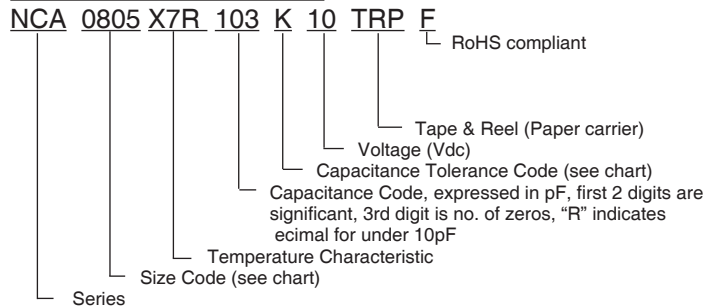 NCA 0805 X7R 103 K 10 TRP F
RoHS compliant
Tape & Reel (Paper carrier)
Voltage (Vdc)
Capacitance Tolerance Code (see chart)
Capacitance Code, expressed in pF, first 2 digits are
significant, 3rd digit is no. of zeros, “R” indicates
ecimal for under 10pF
Temperature Characteristic
Size Code (see chart)
Series